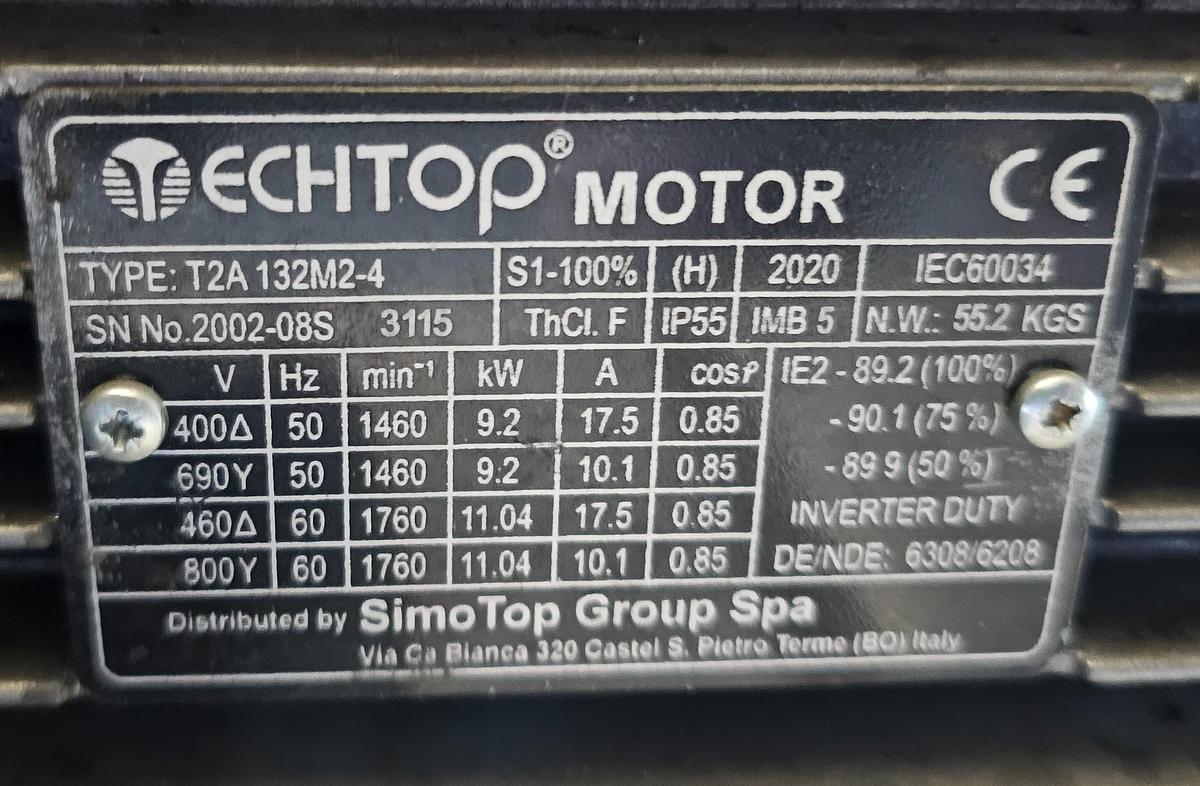 TECHTOP® MOTOR CE
TYPE: T2A 132M2-4 S1-100% (H) 2020 IEC60034
SN No.2002-08S 3115 ThCl. F IP55 IMB 5 N.W.: 55.2 KGS
V Hz min⁻¹ kW A cosφ IE2 - 89.2 (100%)
400Δ 50 1460 9.2 17.5 0.85 - 90.1 (75 %)
690Y 50 1460 9.2 10.1 0.85 - 89 9 (50 %)
460Δ 60 1760 11.04 17.5 0.85 INVERTER DUTY
800Y 60 1760 11.04 10.1 0.85 DE/NDE: 6308/6208
Distributed by SimoTop Group Spa
Via Ca Bianca 320 Castel S. Pietro Terme (BO) Italy